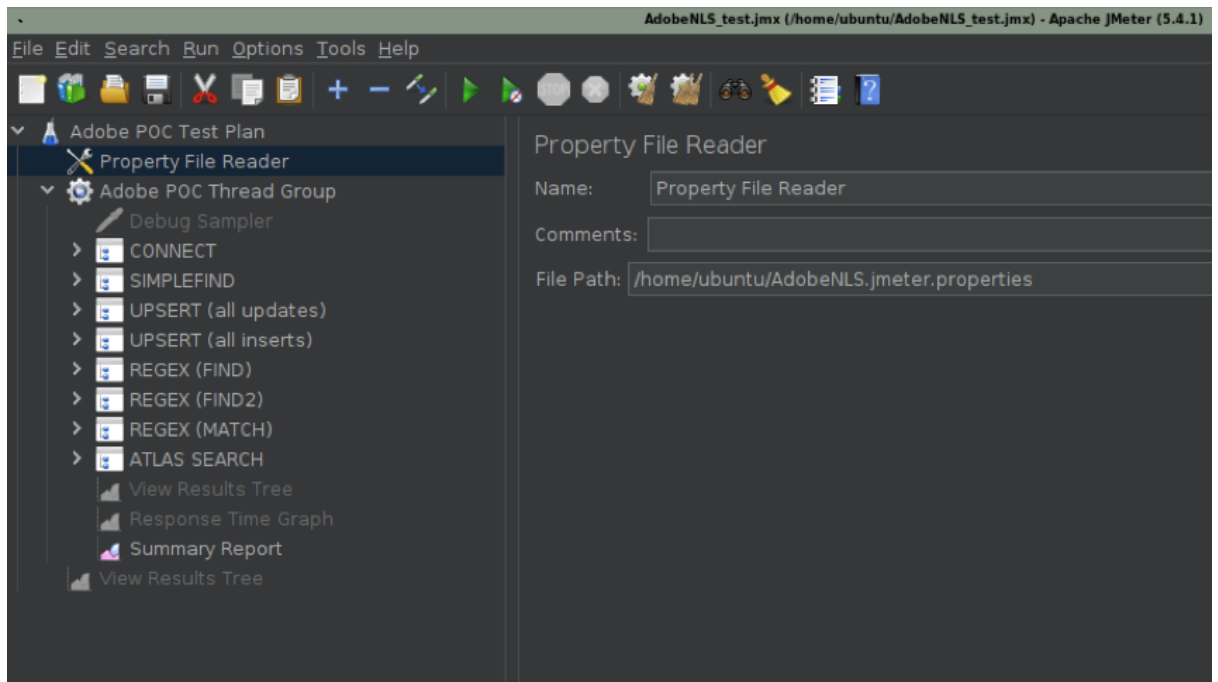 AdobeNLS_test.jmx (/home/ubuntu/AdobeNLS_test.jmx) - Apache JMeter (5.4.1)
File Edit Search Run Options Tools Help
STOP
Adobe POC Test Plan
Property File Reader
Adobe POC Thread Group
Debug Sampler
CONNECT
SIMPLEFIND
UPSERT (all updates)
UPSERT (all inserts)
REGEX (FIND)
REGEX (FIND2)
REGEX (MATCH)
ATLAS SEARCH
View Results Tree
Response Time Graph
Summary Report
View Results Tree
Property File Reader
Name: Property File Reader
Comments:
File Path: /home/ubuntu/AdobeNLS.jmeter.properties